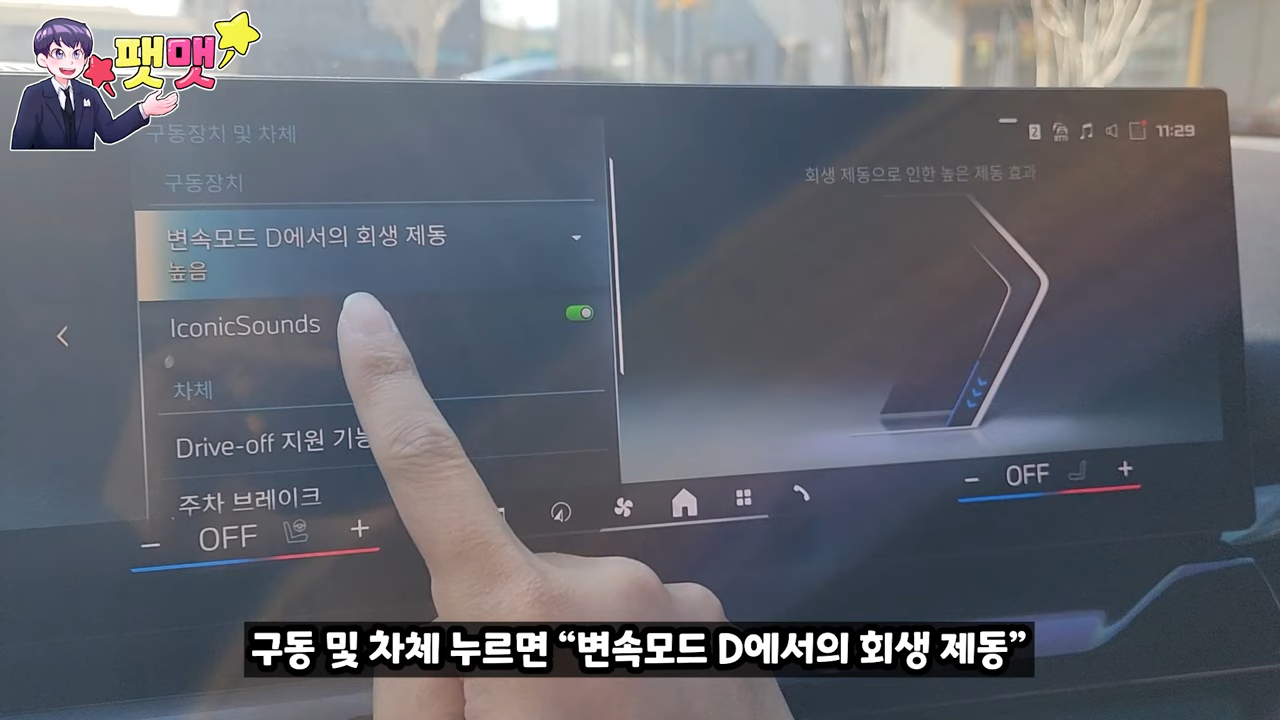 팻맷
구동장치 및 차체
2
11:29
구동장치
회생 제동으로 인한 높은 제동 효과
변속모드 D에서의 회생 제동
높음
IconicSounds
차체
Drive-off 지원 기능
주차 브레이크
- OFF +
- OFF +
구동 및 차체 누르면 “변속모드 D에서의 회생 제동”